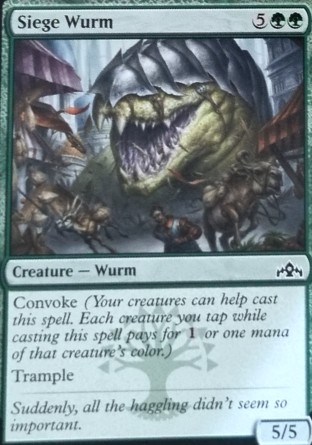 Siege Wurm 5
Creature — Wurm
Convoke (Your creatures can help cast
this spell. Each creature you tap while
casting this spell pays for 1 or one mana
of that creature's color.)
Trample
Suddenly, all the haggling didn't seem so
important.
5/5